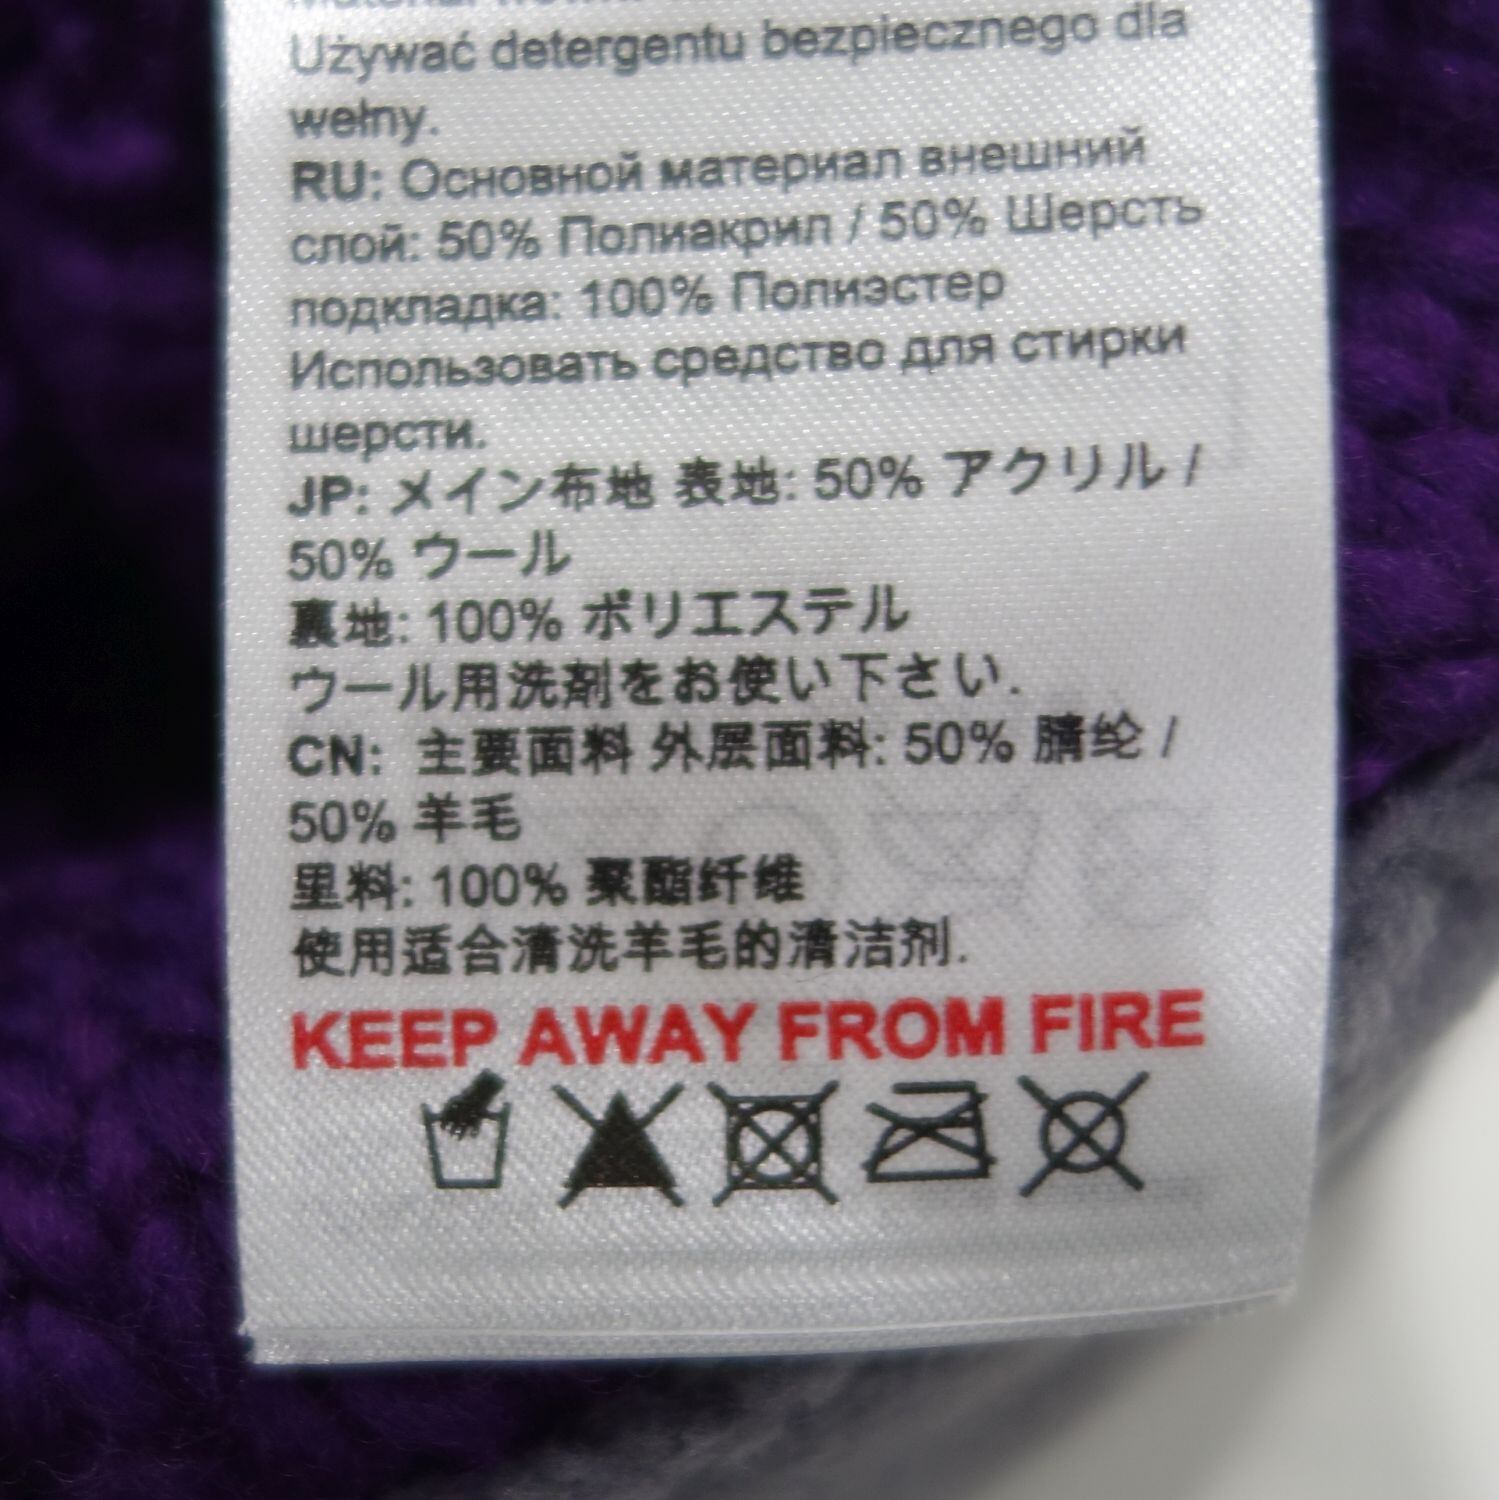 Używać detergentu bezpiecznego dla
wełny.
RU: Основной материал внешний
слой: 50% Полиакрил / 50% Шерсть
подкладка: 100% Полиэстер
Использовать средство для стирки
шерсти.
JP: メイン布地 表地: 50% アクリル /
50% ウール
裏地: 100% ポリエステル
ウール用洗剤をお使い下さい.
CN: 主要面料 外层面料: 50% 腈纶 /
50% 羊毛
里料: 100% 聚酯纤维
使用适合清洗羊毛的清洁剂.
KEEP AWAY FROM FIRE